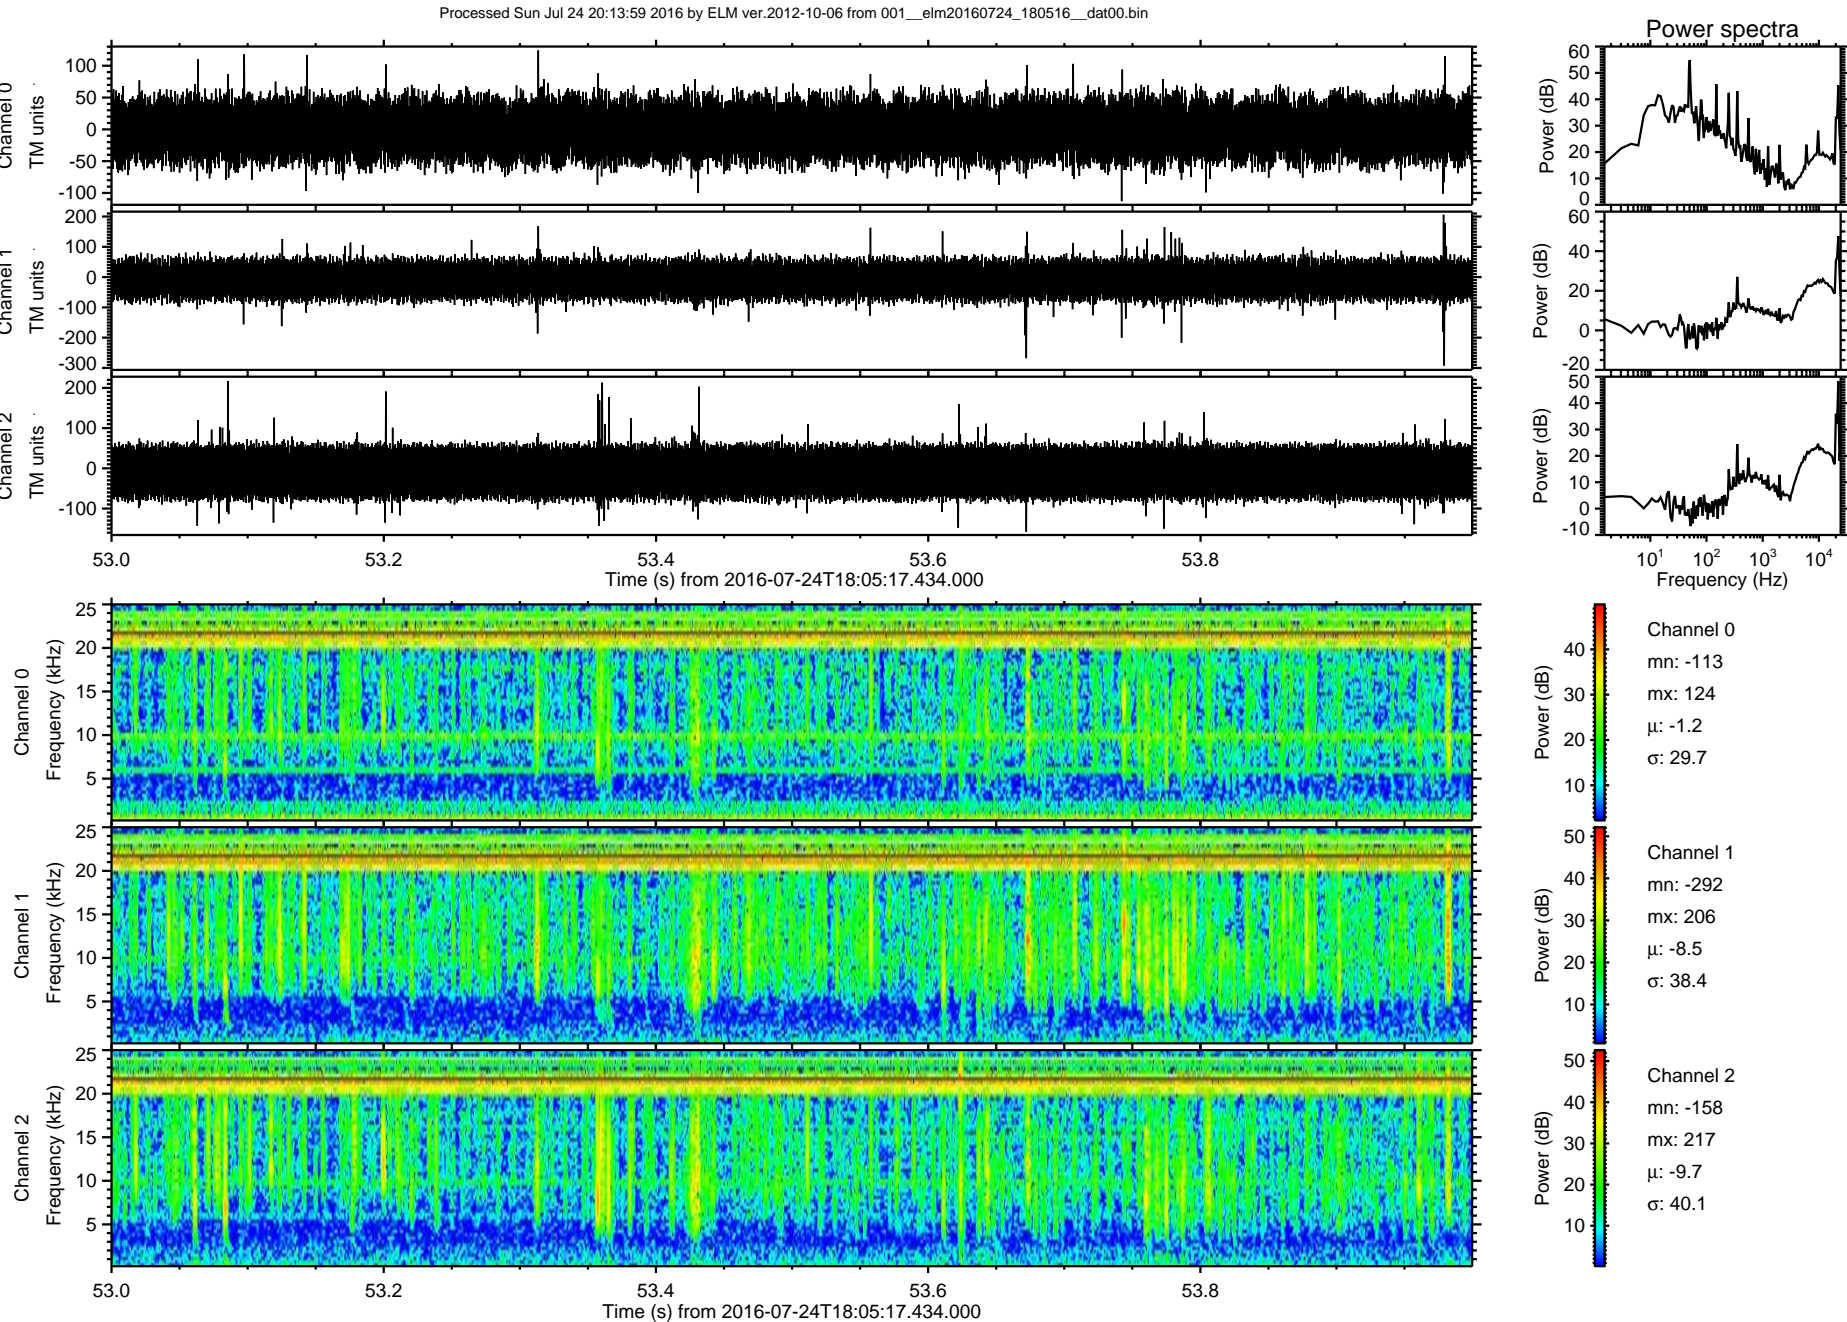 Processed Sun Jul 24 20:13:59 2016 by ELM ver.2012-10-06 from 001__elm20160724_180516__dat00.bin
Power spectra
Channel 0
TM units
100
50
0
-50
-100
Power (dB)
60
50
40
30
20
10
0
Channel 1
TM units
200
100
0
-100
-200
-300
Power (dB)
60
40
20
0
-20
Channel 2
TM units
200
100
0
-100
Power (dB)
50
40
30
20
10
0
-10
53.0 53.2 53.4 53.6 53.8
Time (s) from 2016-07-24T18:05:17.434.000
10¹ 10² 10³ 10⁴
Frequency (Hz)
Channel 0
Frequency (kHz)
25
20
15
10
5
Power (dB)
40
30
20
10
Channel 0
mn: -113
mx: 124
μ: -1.2
σ: 29.7
Channel 1
Frequency (kHz)
25
20
15
10
5
Power (dB)
50
40
30
20
10
Channel 1
mn: -292
mx: 206
μ: -8.5
σ: 38.4
Channel 2
Frequency (kHz)
25
20
15
10
5
Power (dB)
50
40
30
20
10
Channel 2
mn: -158
mx: 217
μ: -9.7
σ: 40.1
53.0 53.2 53.4 53.6 53.8
Time (s) from 2016-07-24T18:05:17.434.000